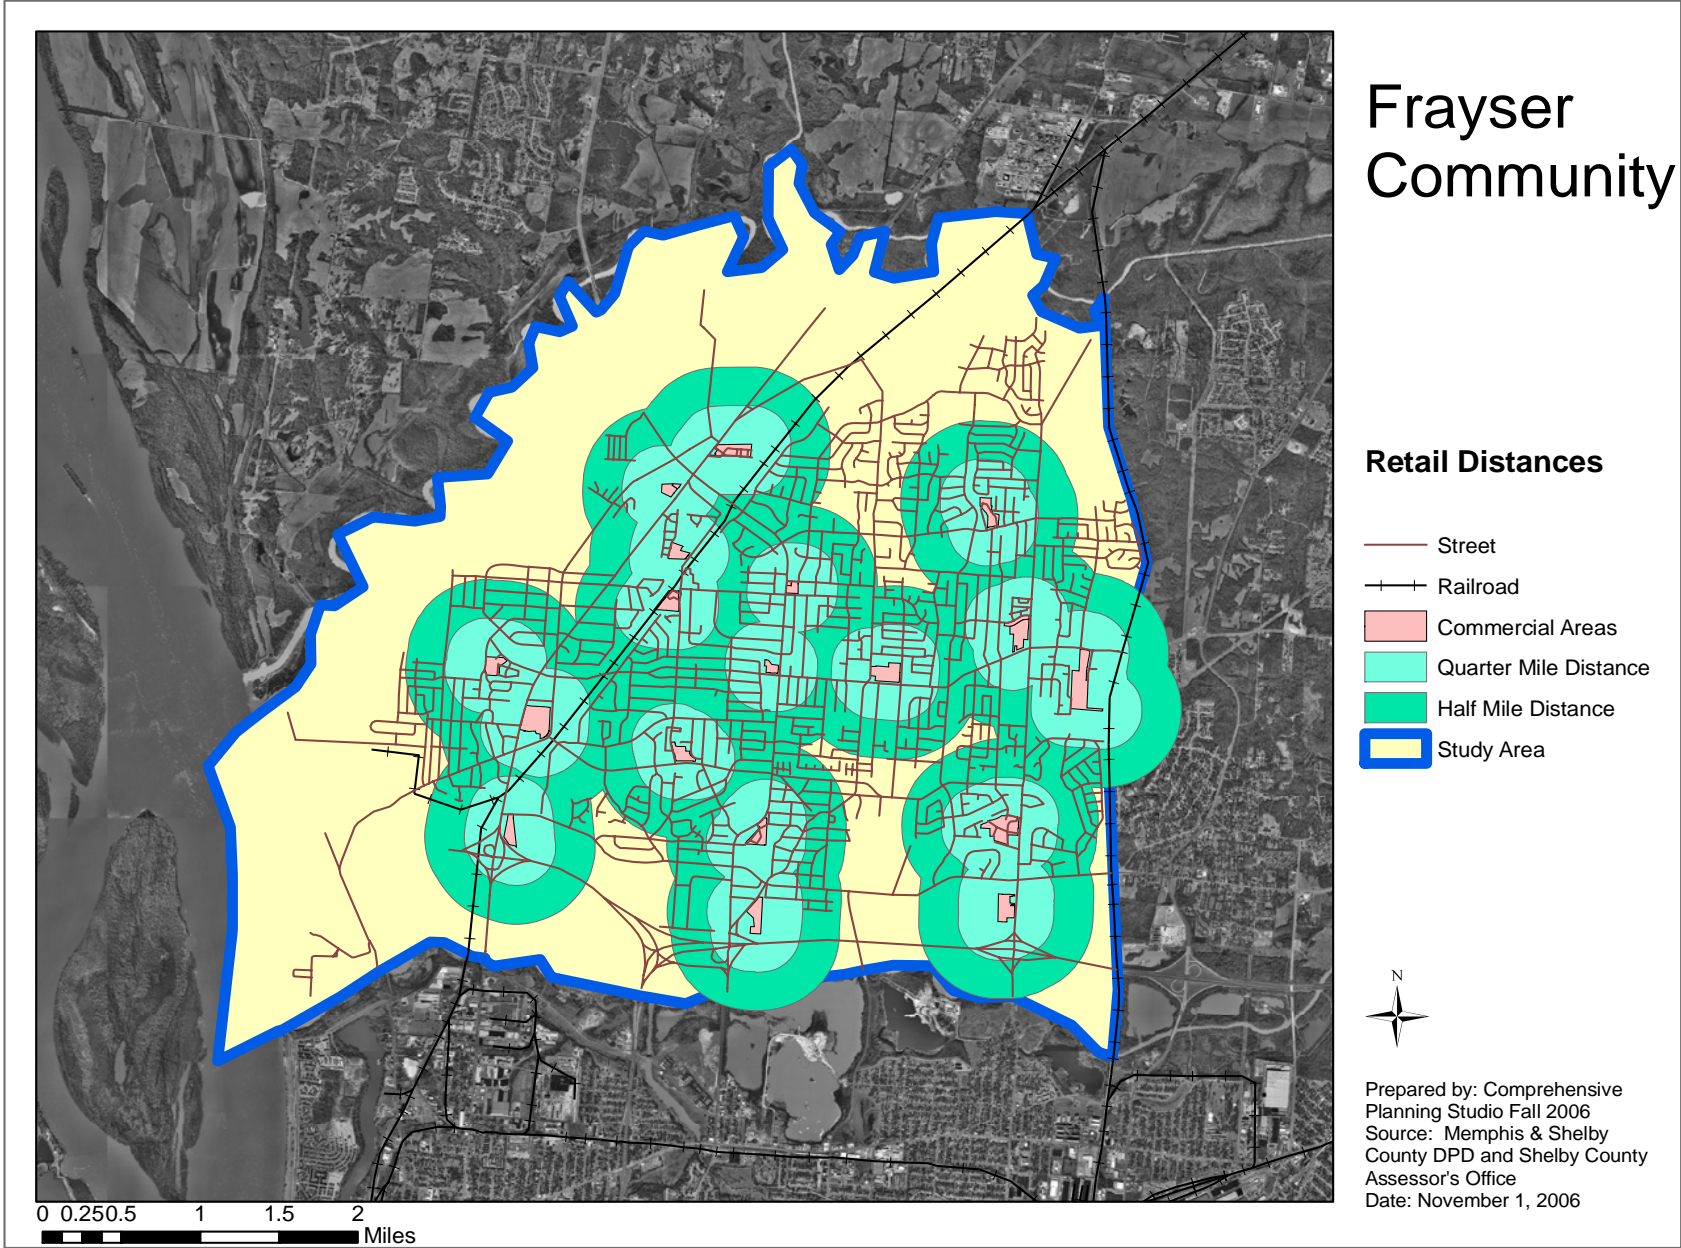 Frayser
Community
Retail Distances
Street
Railroad
Commercial Areas
Quarter Mile Distance
Half Mile Distance
Study Area
N
Prepared by: Comprehensive
Planning Studio Fall 2006
Source: Memphis & Shelby
County DPD and Shelby County
Assessor's Office
Date: November 1, 2006
0 0.25 0.5 1 1.5 2
Miles